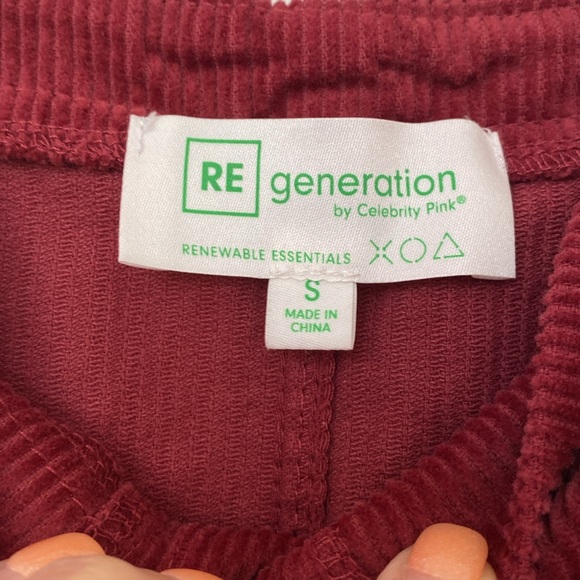 RE generation
by Celebrity Pink®
RENEWABLE ESSENTIALS
S
MADE IN
CHINA